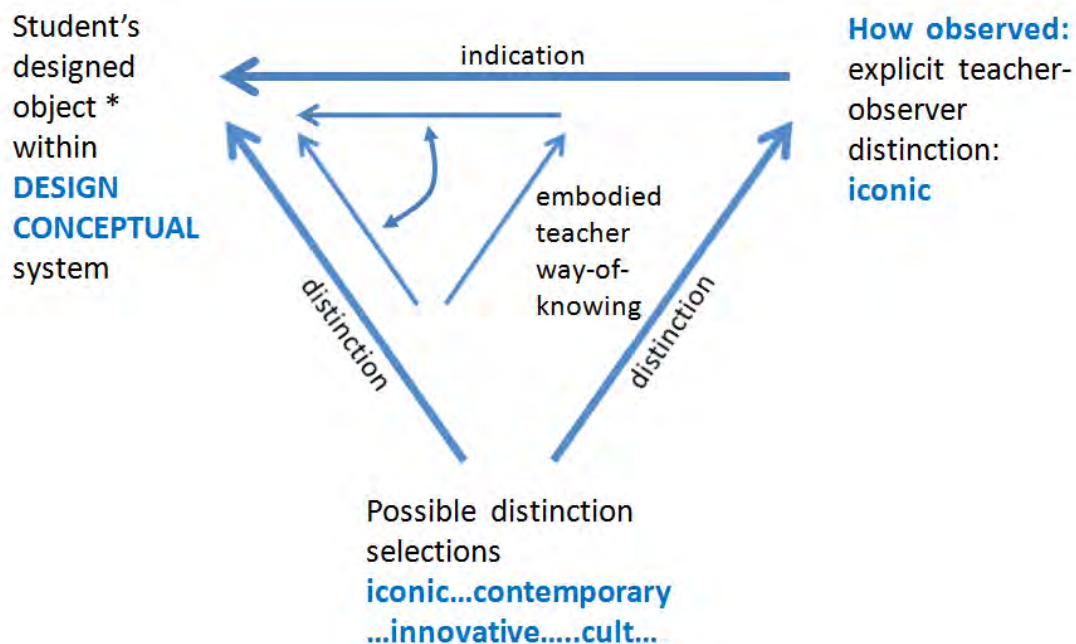 Student's
designed
object *
within
DESIGN
CONCEPTUAL
system
indication
How observed:
explicit teacher-
observer
distinction:
iconic
embodied
teacher
way-of-
knowing
distinction
distinction
Possible distinction
selections
iconic...contemporary
...innovative.....cult...